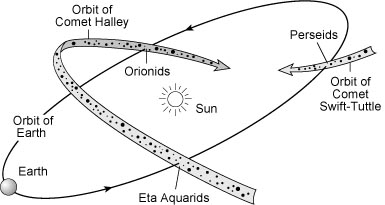 Orbit of
Comet Halley
Orionids
Perseids
Sun
Orbit of
Comet
Swift-Tuttle
Orbit of
Earth
Earth
Eta Aquarids